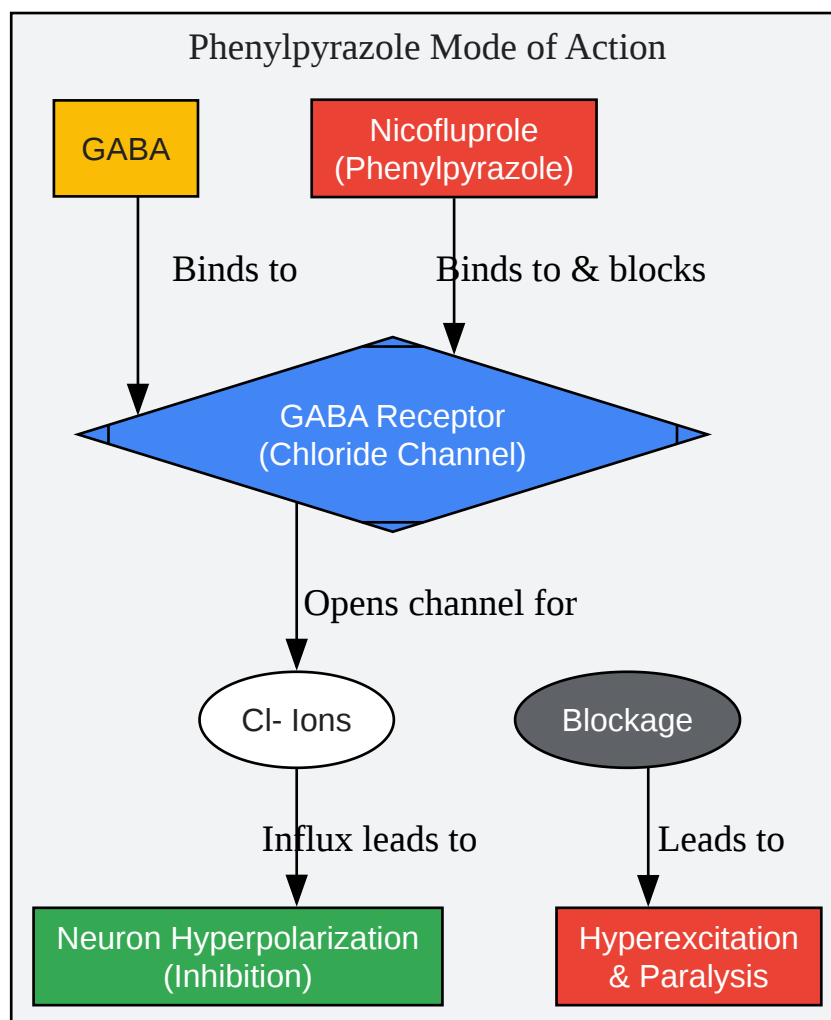 Phenylpyrazole Mode of Action
GABA
Nicofluprole
(Phenylpyrazole)
Binds to
Binds to & blocks
GABA Receptor
(Chloride Channel)
Opens channel for
Cl- Ions
Blockage
Influx leads to
Leads to
Neuron Hyperpolarization
(Inhibition)
Hyperexcitation
& Paralysis